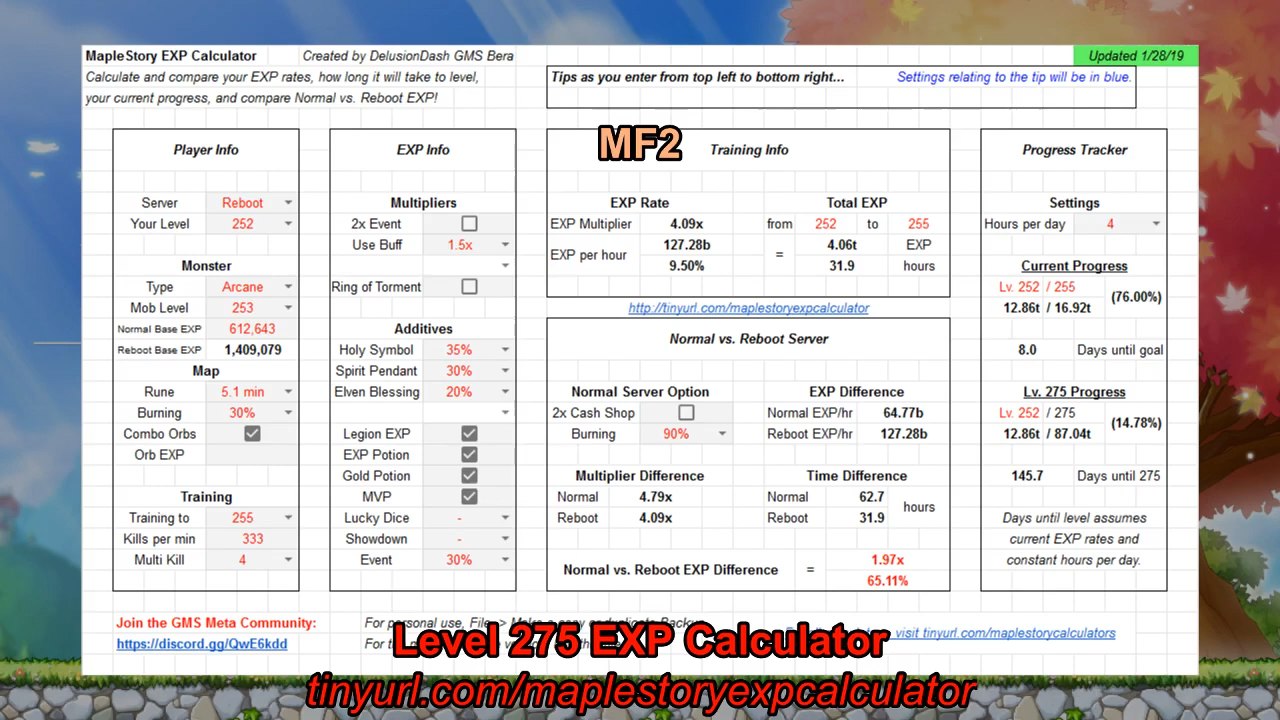 MapleStory EXP Calculator Created by DelusionDash GMS Bera Updated 1/28/19
Calculate and compare your EXP rates, how long it will take to level,
your current progress, and compare Normal vs. Reboot EXP!
Tips as you enter from top left to bottom right... Settings relating to the tip will be in blue.
MF2
Player Info
Server Reboot
Your Level 252
Monster
Type Arcane
Mob Level 253
Normal Base EXP 612,643
Reboot Base EXP 1,409,079
Map
Rune 5.1 min
Burning 30%
Combo Orbs
Orb EXP
Training
Training to 255
Kills per min 333
Multi Kill 4
EXP Info
Multipliers
2x Event
Use Buff 1.5x
Ring of Torment
Additives
Holy Symbol 35%
Spirit Pendant 30%
Elven Blessing 20%
Legion EXP
EXP Potion
Gold Potion
MVP
Lucky Dice -
Showdown -
Event 30%
Training Info
EXP Rate Total EXP
EXP Multiplier 4.09x from 252 to 255
EXP per hour 127.28b = 4.06t EXP
9.50% 31.9 hours
http://tinyurl.com/maplestoryexpcalculator
Normal vs. Reboot Server
Normal Server Option EXP Difference
2x Cash Shop Normal EXP/hr 64.77b
Burning 90% Reboot EXP/hr 127.28b
Multiplier Difference Time Difference
Normal 4.79x Normal 62.7 hours
Reboot 4.09x Reboot 31.9
Normal vs. Reboot EXP Difference = 1.97x
65.11%
Progress Tracker
Settings
Hours per day 4
Current Progress
Lv. 252 / 255 (76.00%)
12.86t / 16.92t
8.0 Days until goal
Lv. 275 Progress
Lv. 252 / 275 (14.78%)
12.86t / 87.04t
145.7 Days until 275
Days until level assumes
current EXP rates and
constant hours per day.
Join the GMS Meta Community:
https://discord.gg/QwE6kdd
For personal use, File
visit tinyurl.com/maplestorycalculators
Level 275 EXP Calculator
tinyurl.com/maplestoryexpcalculator